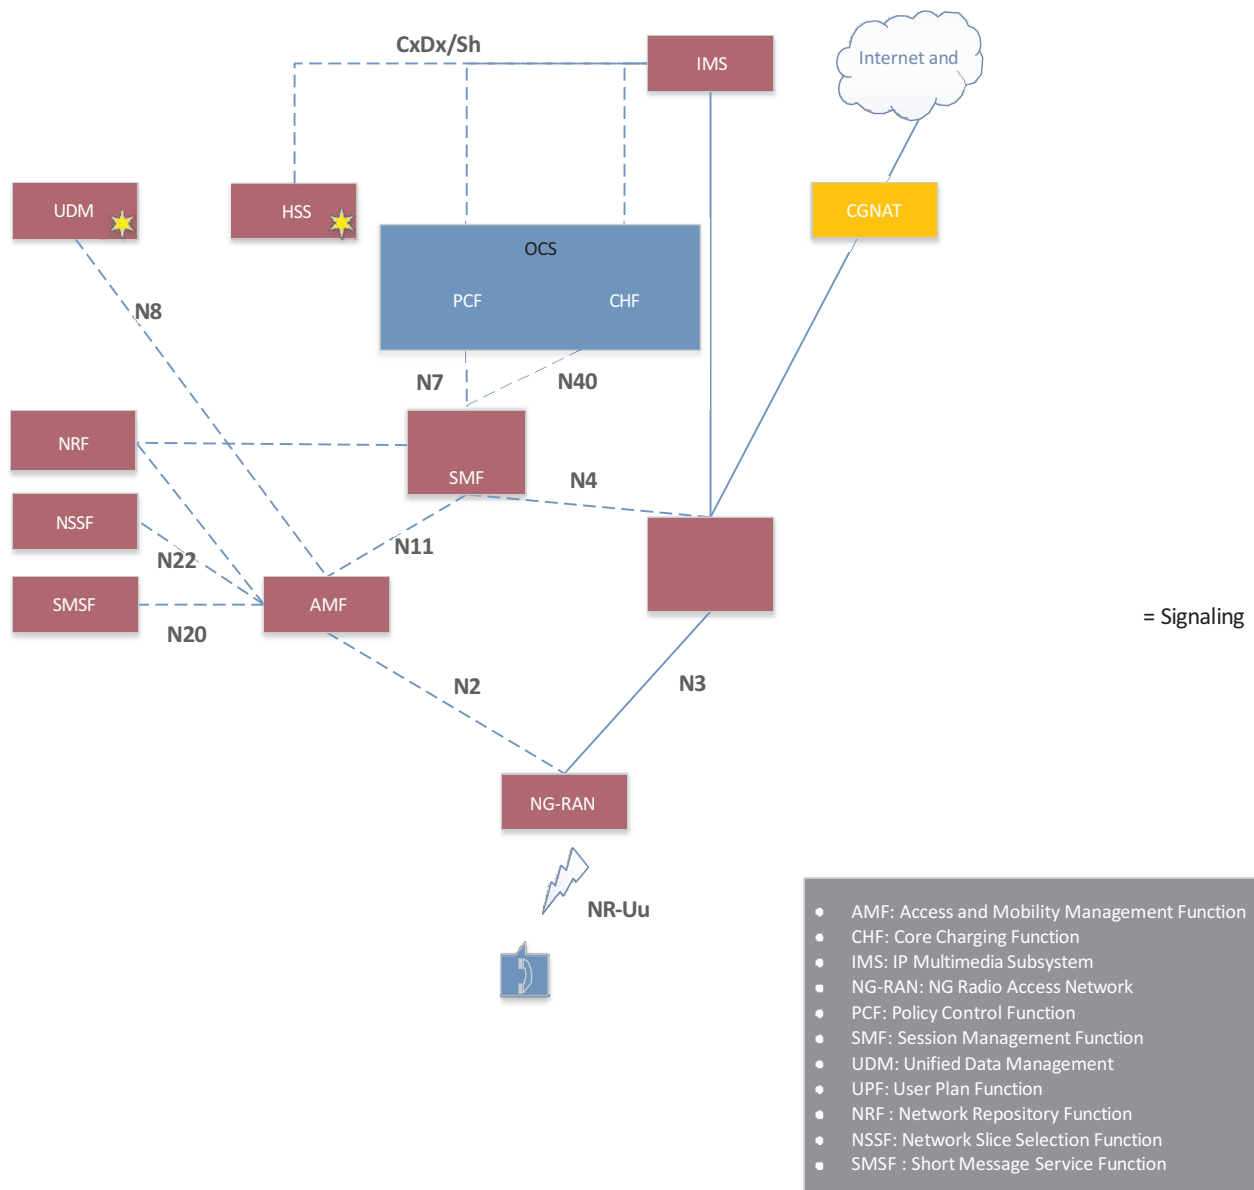 CxDx/Sh
IMS
Internet and
UDM
HSS
CGNAT
OCS
PCF
CHF
N8
N7
N40
NRF
SMF
N4
NSSF
N11
N22
SMSF
AMF
N20
= Signaling
N2
N3
NG-RAN
NR-Uu
AMF: Access and Mobility Management Function
CHF: Core Charging Function
IMS: IP Multimedia Subsystem
NG-RAN: NG Radio Access Network
PCF: Policy Control Function
SMF: Session Management Function
UDM: Unified Data Management
UPF: User Plan Function
NRF : Network Repository Function
NSSF: Network Slice Selection Function
SMSF : Short Message Service Function